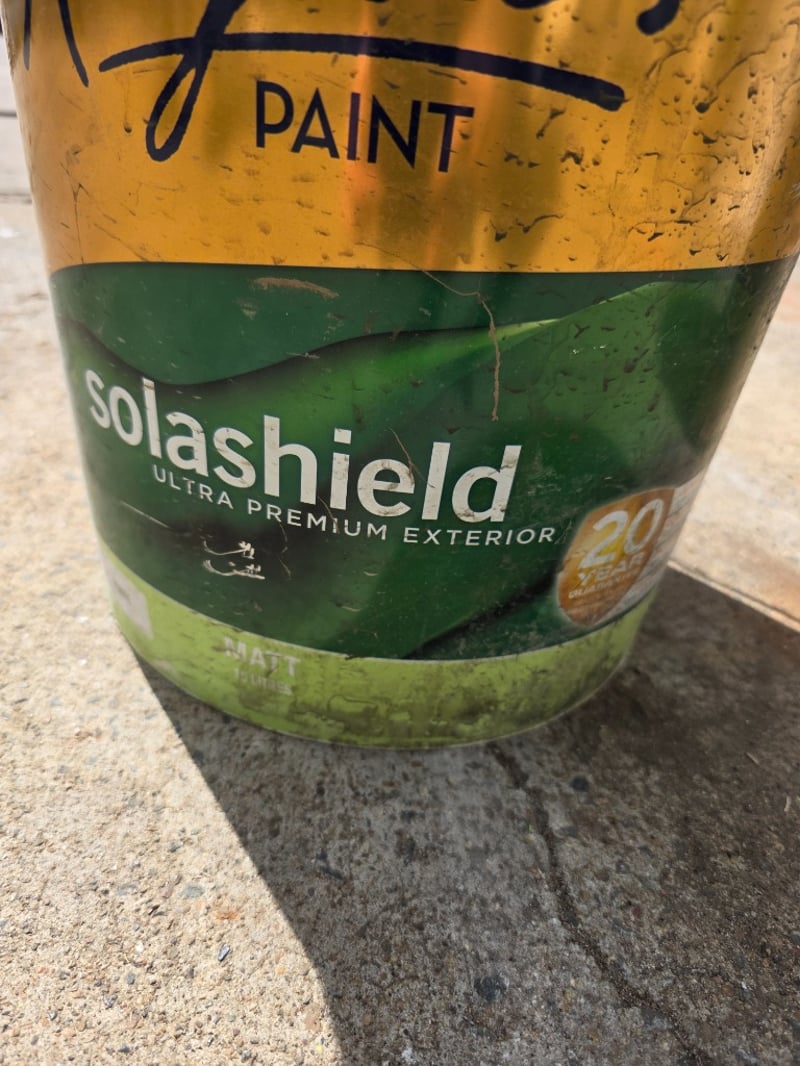 PAINT
solashield
ULTRA PREMIUM EXTERIOR
20
YEAR
MATT